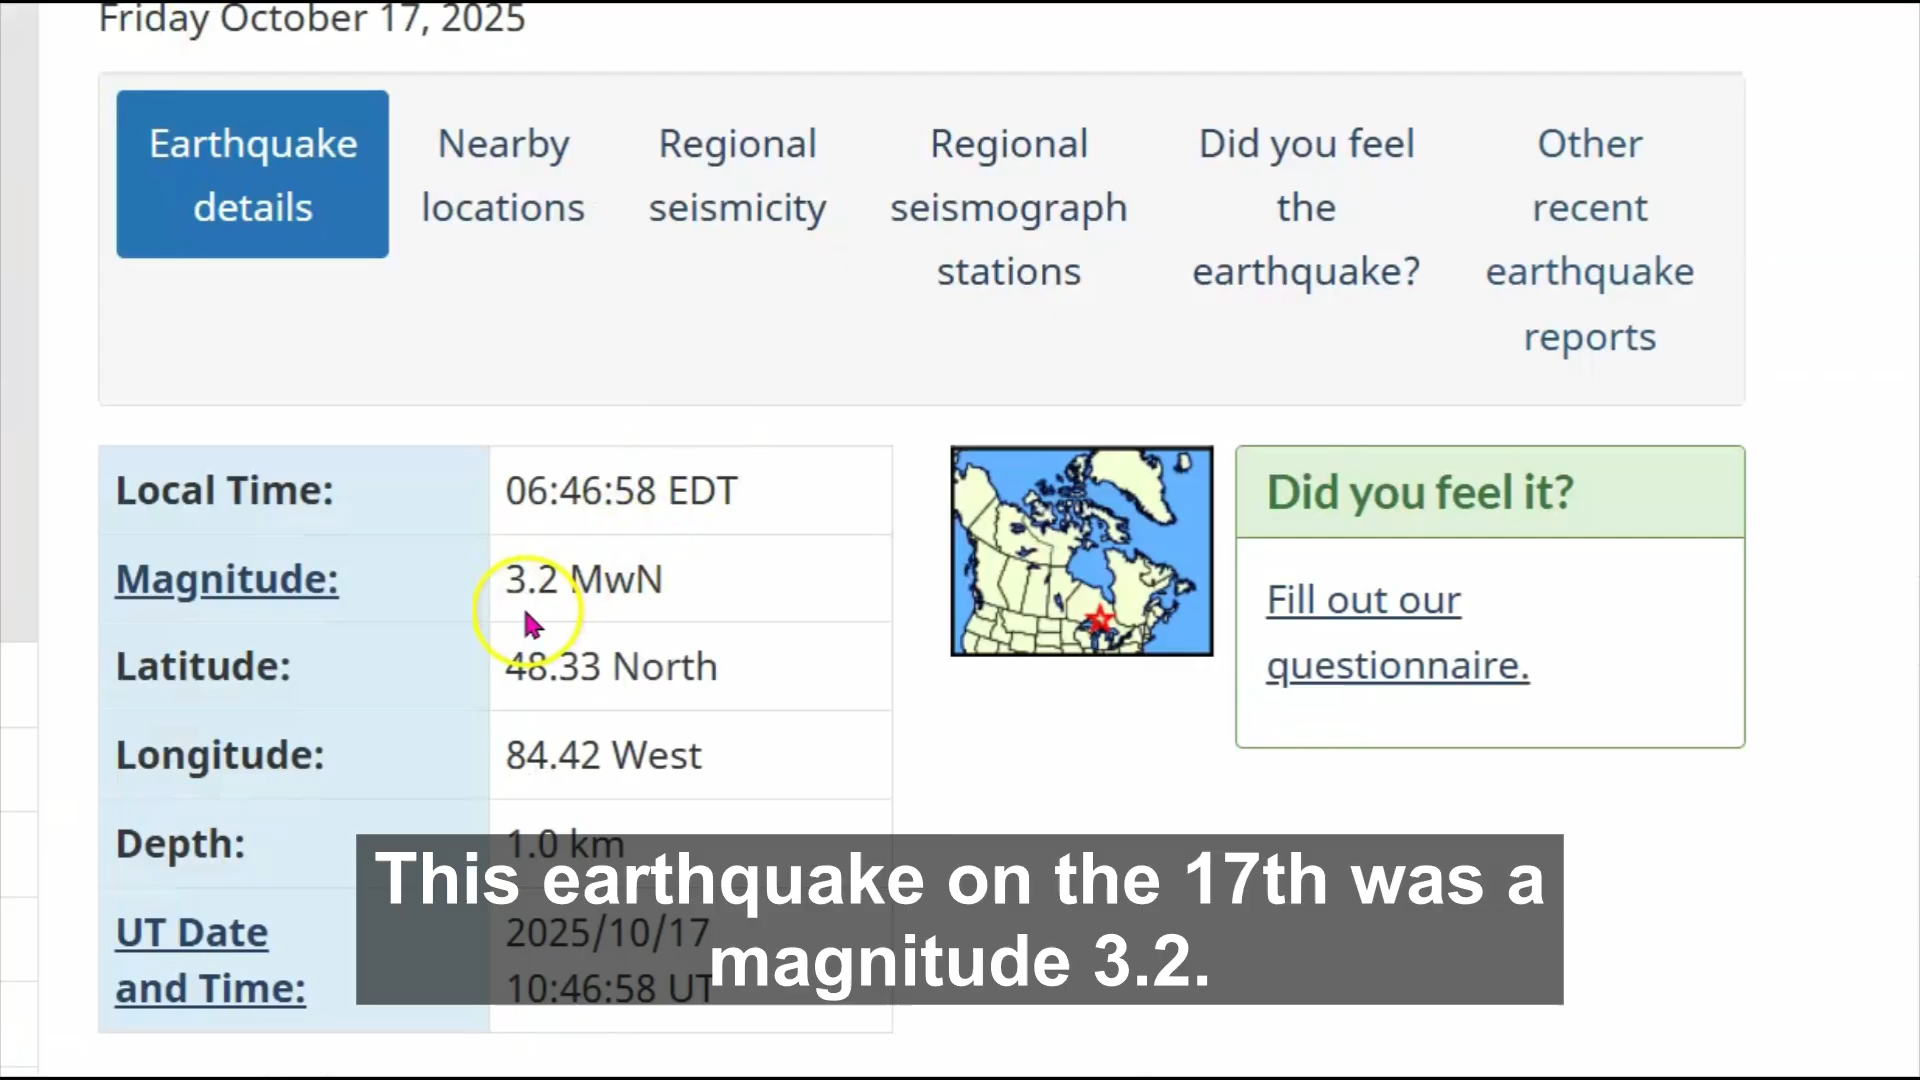 Friday October 17, 2025
Earthquake
details
Nearby
locations
Regional
seismicity
Regional
seismograph
stations
Did you feel
the
earthquake?
Other
recent
earthquake
reports
Local Time: 06:46:58 EDT
Magnitude: 3.2 MwN
Latitude: 48.33 North
Longitude: 84.42 West
Depth: 1.0 km
UT Date 2025/10/17
and Time: 10:46:58 UT
Did you feel it?
Fill out our
questionnaire.
This earthquake on the 17th was a
magnitude 3.2.